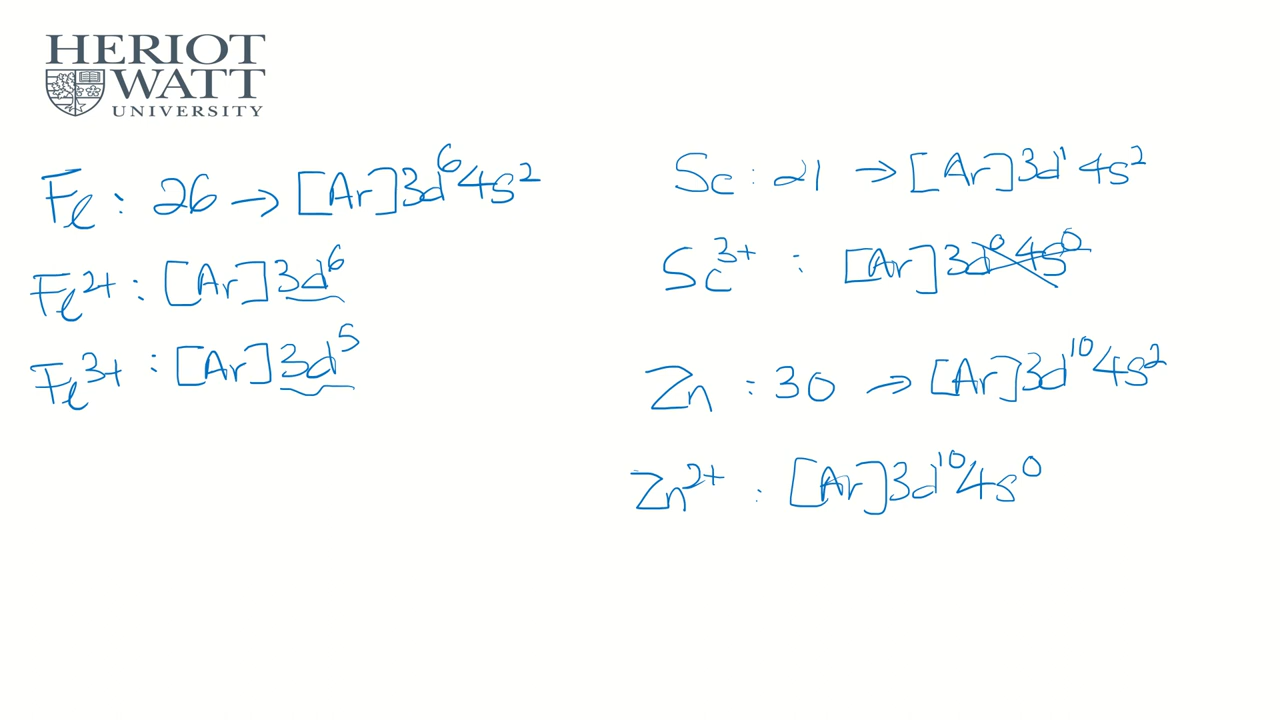 HERIOT
WATT
UNIVERSITY
Fe : 26 → [Ar]3d⁶4s²
Fe²⁺ : [Ar]3d⁶
Fe³⁺ : [Ar]3d⁵
Sc : 21 → [Ar]3d¹4s²
Sc³⁺ : [Ar]3d⁰4s⁰
Zn : 30 → [Ar]3d¹⁰4s²
Zn²⁺ : [Ar]3d¹⁰4s⁰